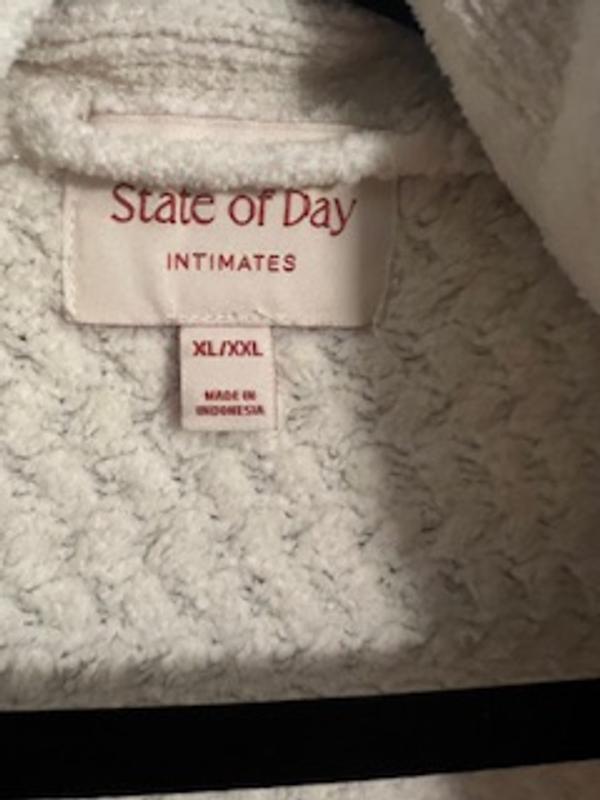 State of Day
INTIMATES
XL/XXL
MADE IN
INDONESIA